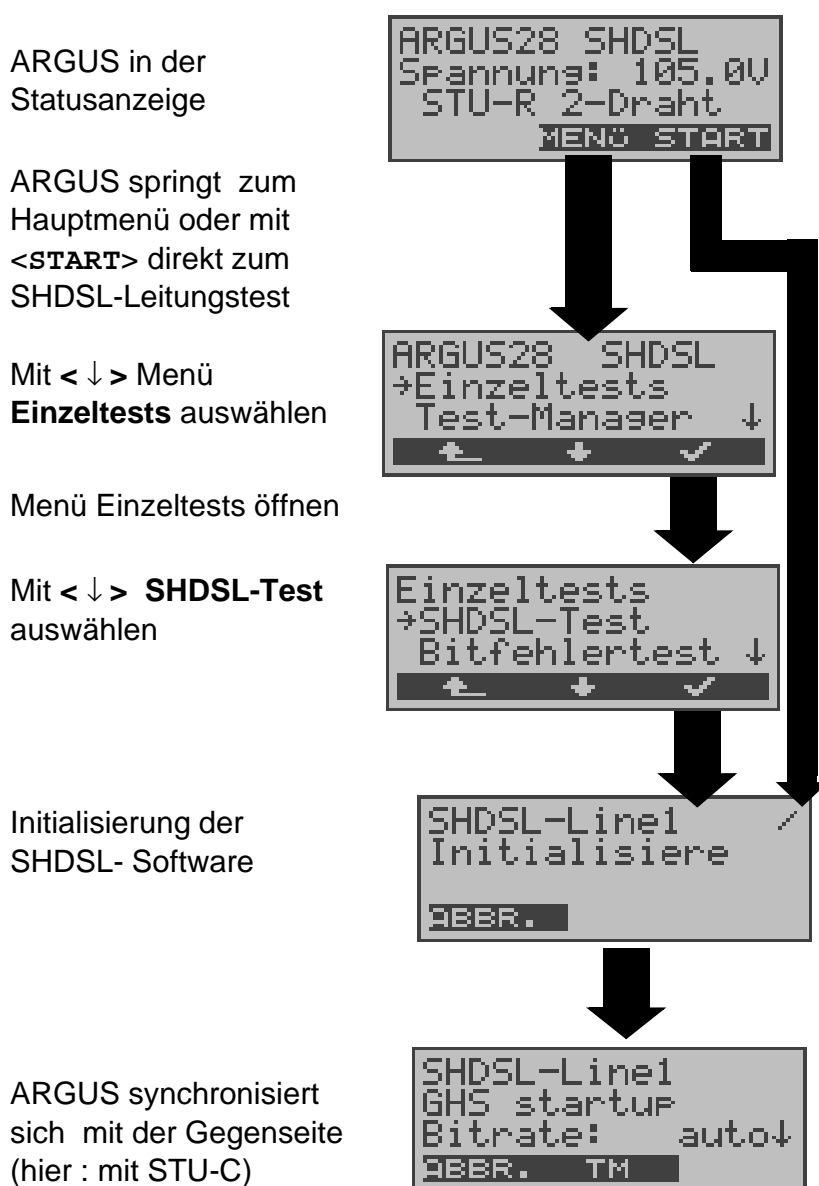 ARGUS in der
Statusanzeige
ARGUS28 SHDSL
Spannung: 105.0V
STU-R 2-Draht
MENÜ START
ARGUS springt zum
Hauptmenü oder mit
<START> direkt zum
SHDSL-Leitungstest
Mit < ↓ > Menü
Einzeltests auswählen
ARGUS28 SHDSL
→Einzeltests
Test-Manager ↓
Menü Einzeltests öffnen
Mit < ↓ > SHDSL-Test
auswählen
Einzeltests
→SHDSL-Test
Bitfehlertest ↓
Initialisierung der
SHDSL- Software
SHDSL-Line1 /
Initialisiere
ABBR.
ARGUS synchronisiert
sich mit der Gegenseite
(hier : mit STU-C)
SHDSL-Line1
GHS startup
Bitrate: auto↓
ABBR. TM